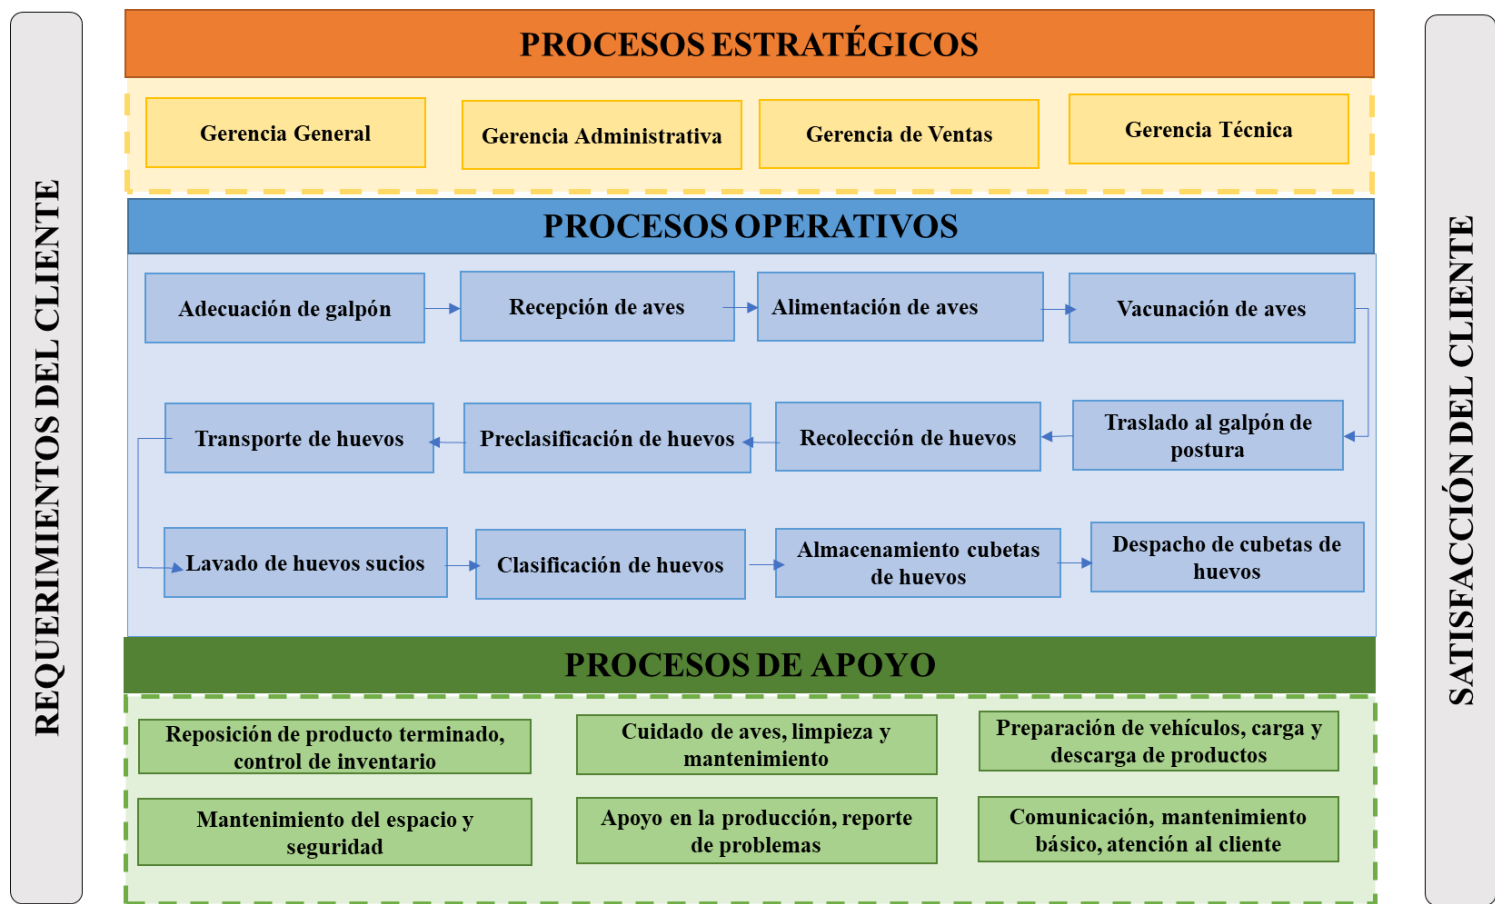 REQUERIMIENTOS DEL CLIENTE
PROCESOS ESTRATÉGICOS
Gerencia General
Gerencia Administrativa
Gerencia de Ventas
Gerencia Técnica
PROCESOS OPERATIVOS
Adecuación de galpón
Recepción de aves
Alimentación de aves
Vacunación de aves
Transporte de huevos
Preclasificación de huevos
Recolección de huevos
Traslado al galpón de
postura
Lavado de huevos sucios
Clasificación de huevos
Almacenamiento cubetas
de huevos
Despacho de cubetas de
huevos
PROCESOS DE APOYO
Reposición de producto terminado,
control de inventario
Cuidado de aves, limpieza y
mantenimiento
Preparación de vehículos, carga y
descarga de productos
Mantenimiento del espacio y
seguridad
Apoyo en la producción, reporte
de problemas
Comunicación, mantenimiento
básico, atención al cliente
SATISFACCIÓN DEL CLIENTE